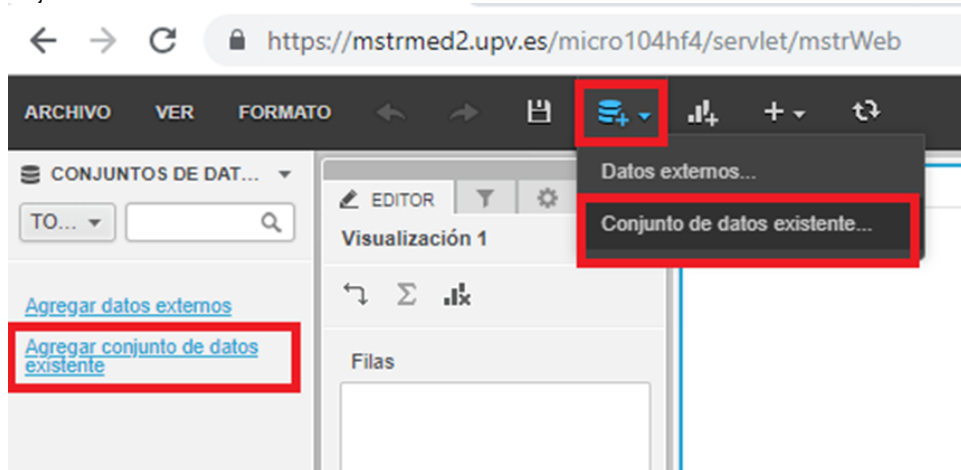 https://mstrmed2.upv.es/micro104hf4/servlet/mstrWeb
ARCHIVO VER FORMATO
CONJUNTOS DE DAT...
TO...
Agregar datos externos
Agregar conjunto de datos
existente
EDITOR
Visualización 1
Filas
Datos externos...
Conjunto de datos existente...